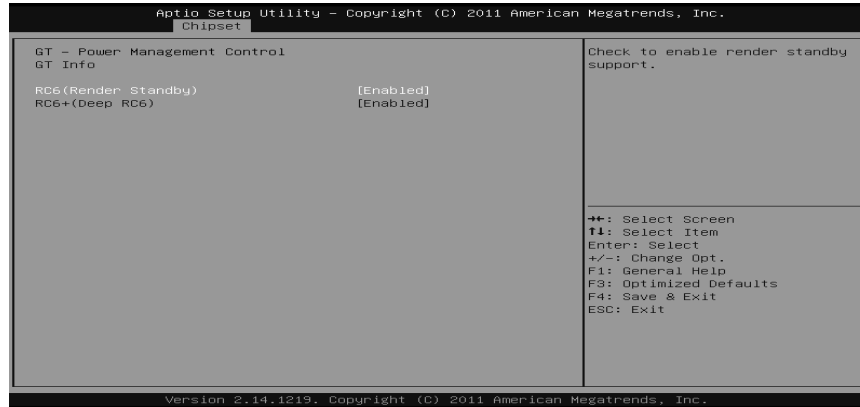 Aptio Setup Utility – Copyright (C) 2011 American Megatrends, Inc.
Chipset
GT – Power Management Control
GT Info
RC6(Render Standby) [Enabled]
RC6+(Deep RC6) [Enabled]
Check to enable render standby
support.
→←: Select Screen
↑↓: Select Item
Enter: Select
+/-: Change Opt.
F1: General Help
F3: Optimized Defaults
F4: Save & Exit
ESC: Exit
Version 2.14.1219. Copyright (C) 2011 American Megatrends, Inc.